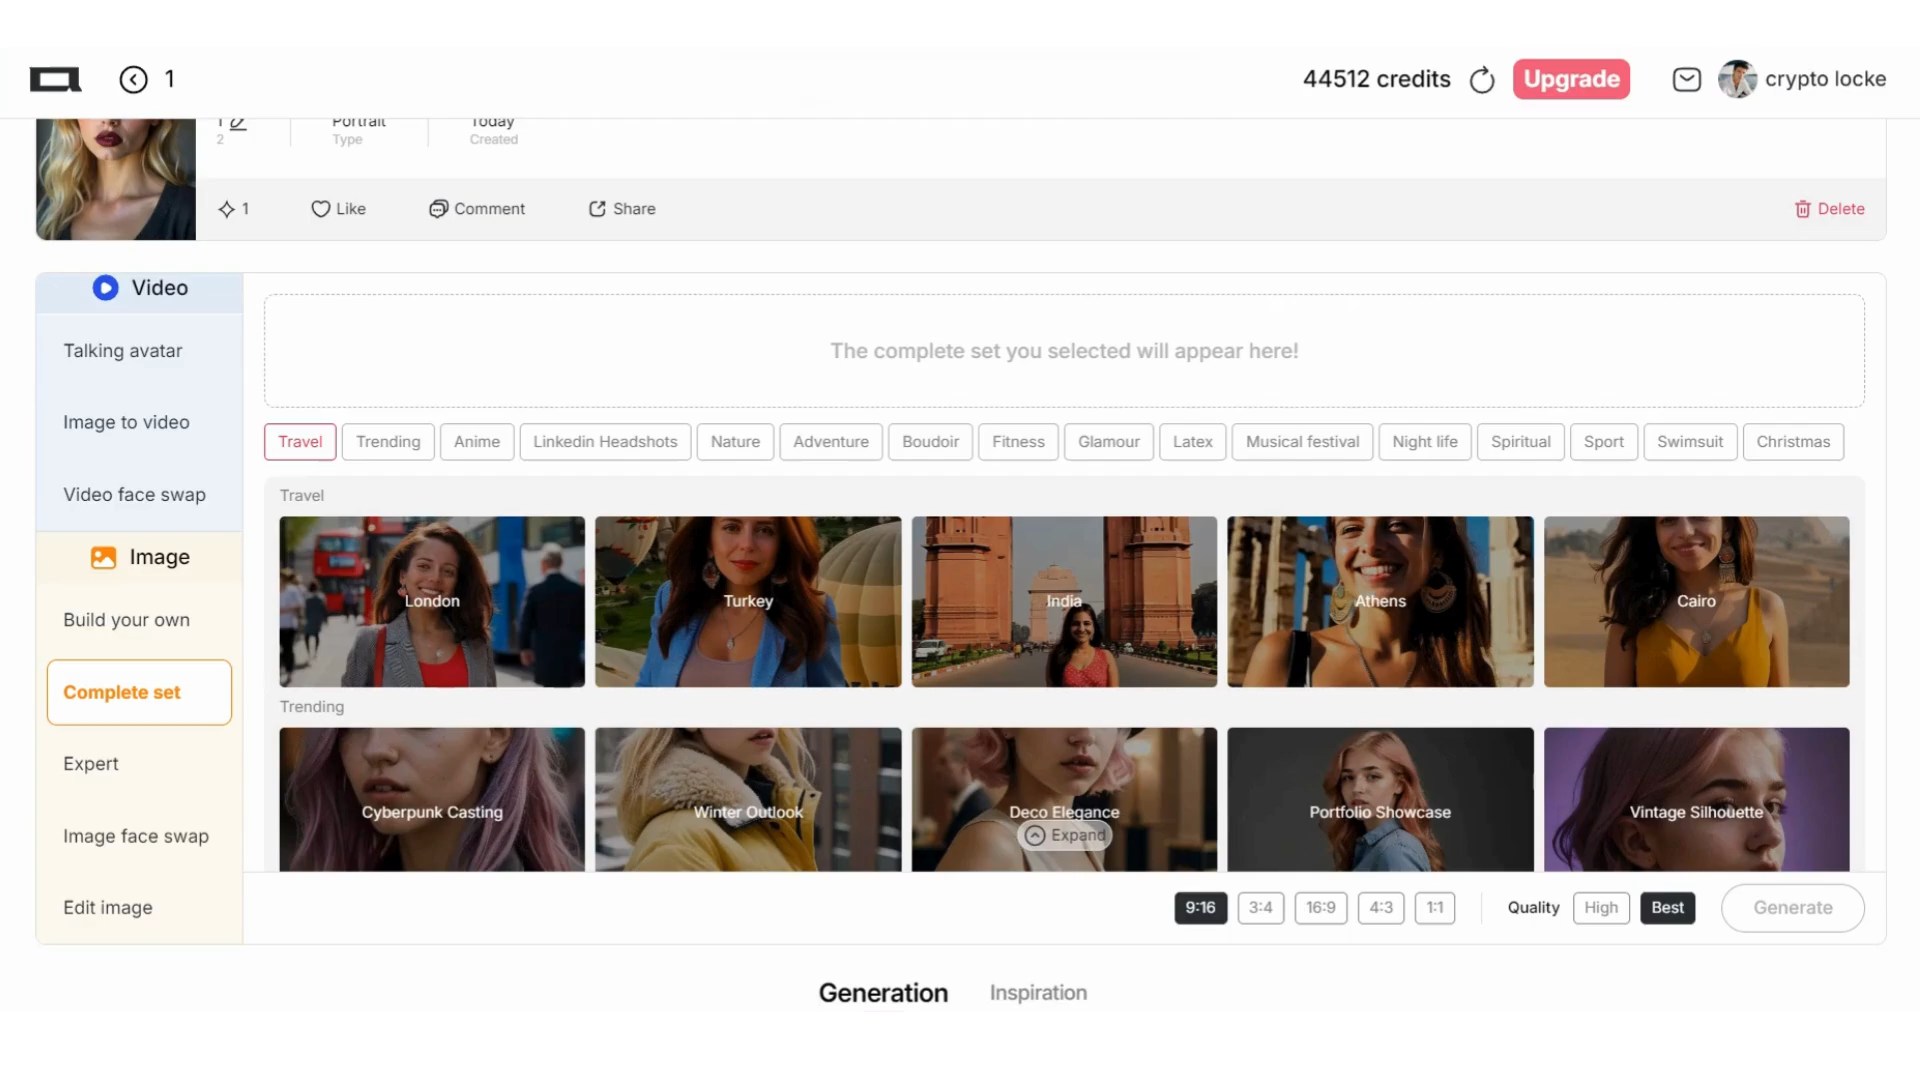 1
44512 credits
Upgrade
crypto locke
1
2
Portrait
Type
Today
Created
1
Like
Comment
Share
Delete
Video
Talking avatar
Image to video
Video face swap
Image
Build your own
Complete set
Expert
Image face swap
Edit image
The complete set you selected will appear here!
Travel Trending Anime Linkedin Headshots Nature Adventure Boudoir Fitness Glamour Latex Musical festival Night life Spiritual Sport Swimsuit Christmas
Travel
London Turkey India Athens Cairo
Trending
Cyberpunk Casting Winter Outlook Deco Elegance Portfolio Showcase Vintage Silhouette
Expand
9:16 3:4 16:9 4:3 1:1 Quality High Best Generate
Generation Inspiration